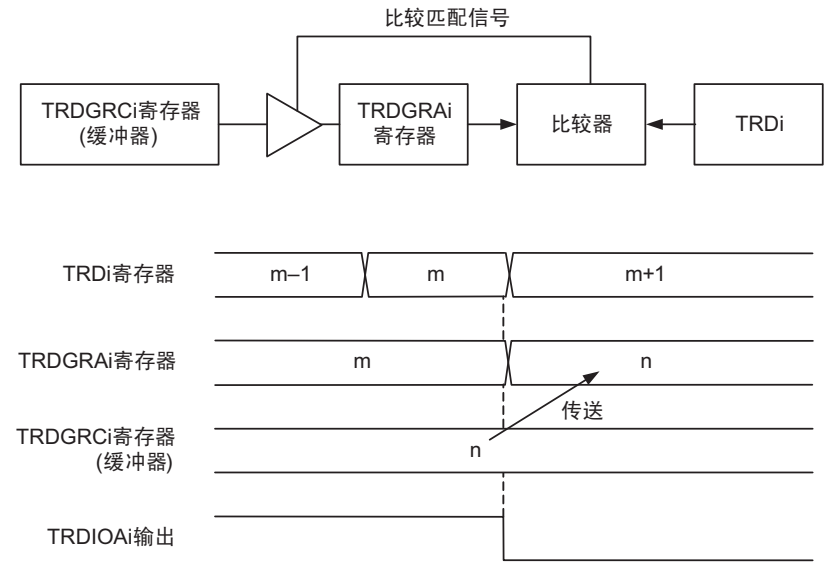 比较匹配信号
TRDGRCi寄存器
(缓冲器)
TRDGRAi
寄存器
比较器
TRDi
TRDi寄存器
m–1
m
m+1
TRDGRAi寄存器
m
n
传送
TRDGRCi寄存器
(缓冲器)
n
TRDIOAi输出